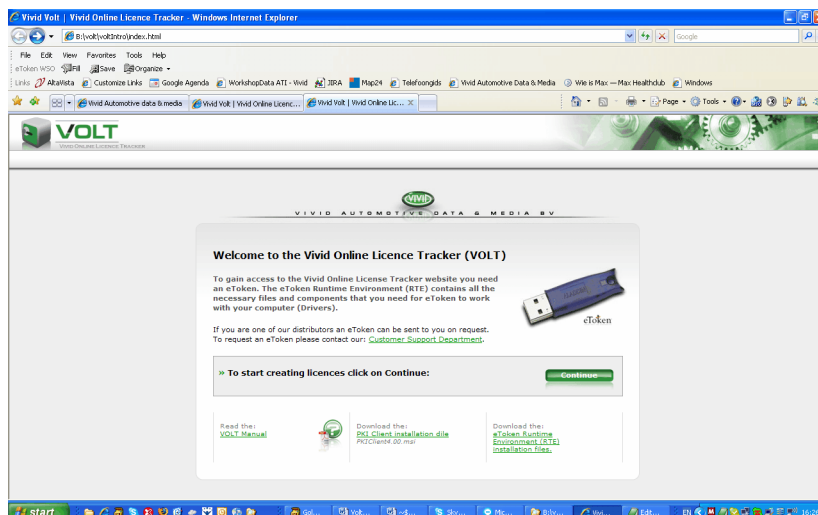 Vivid Volt | Vivid Online Licence Tracker - Windows Internet Explorer
B:\volt\voltIntro\index.html
Google
File Edit View Favorites Tools Help
eToken WSO Fill Save Organize
Links AltaVista Customize Links Google Agenda WorkshopData ATI - Vivid JIRA Map24 Telefoongids Vivid Automotive Data & Media Wie is Max — Max Healthclub Windows
Vivid Automotive data & media Vivid Volt | Vivid Online Licenc... Vivid Volt | Vivid Online Lic... X Page Tools
VOLT
VIVID ONLINE LICENCE TRACKER
VIVID
VIVID AUTOMOTIVE DATA & MEDIA BV
Welcome to the Vivid Online Licence Tracker (VOLT)
To gain access to the Vivid Online License Tracker website you need
an eToken. The eToken Runtime Environment (RTE) contains all the
necessary files and components that you need for eToken to work
with your computer (Drivers).
eToken
If you are one of our distributors an eToken can be sent to you on request.
To request an eToken please contact our: Customer Support Department.
» To start creating licences click on Continue:
Continue
Read the:
VOLT Manual
Download the:
PKI Client installation dile
PKIClient4.00.msi
Download the:
eToken Runtime
Environment (RTE)
installation files.
start Gol... Volt... Sky... Mic... B:\v... Vivi... Edit... EN 16:26